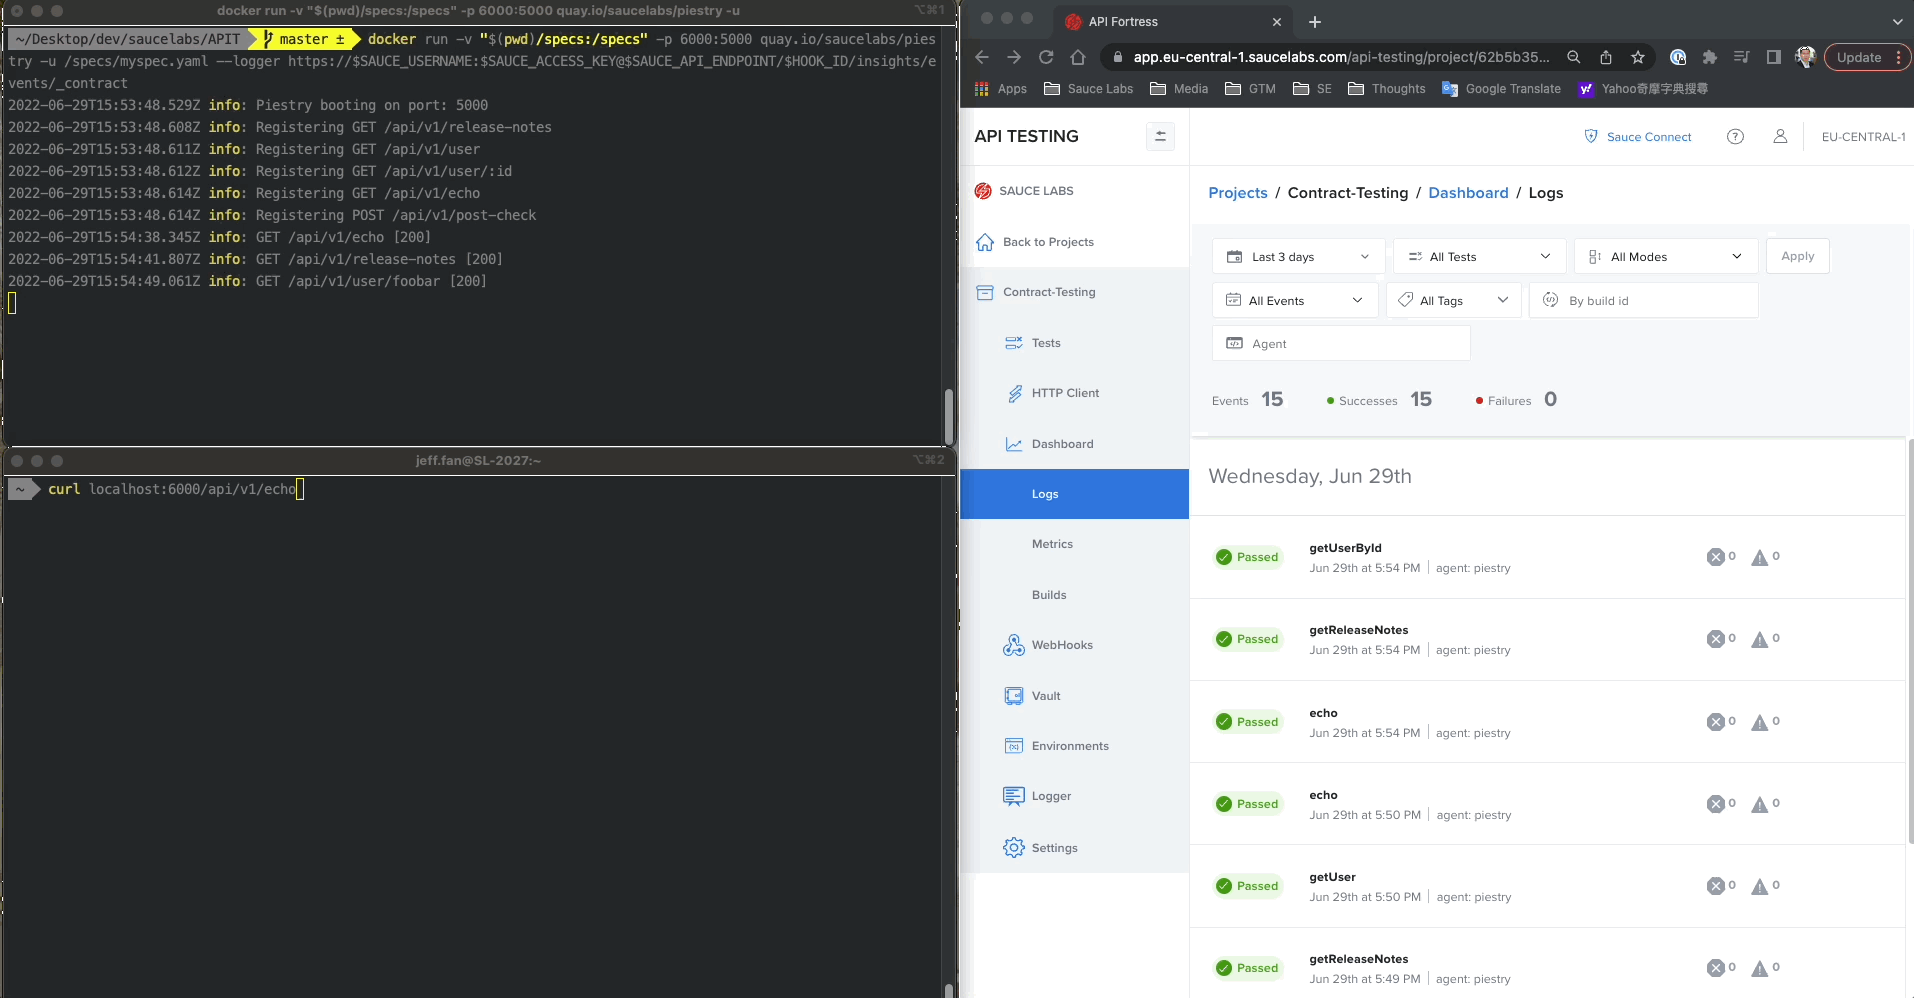 docker run -v "$(pwd)/specs:/specs" -p 6000:5000 quay.io/saucelabs/piestry -u
⌥⌘1
~/Desktop/dev/saucelabs/APIT master ± docker run -v "$(pwd)/specs:/specs" -p 6000:5000 quay.io/saucelabs/pies
try -u /specs/myspec.yaml --logger https://$SAUCE_USERNAME:$SAUCE_ACCESS_KEY@$SAUCE_API_ENDPOINT/$HOOK_ID/insights/e
vents/_contract
2022-06-29T15:53:48.529Z info: Piestry booting on port: 5000
2022-06-29T15:53:48.608Z info: Registering GET /api/v1/release-notes
2022-06-29T15:53:48.611Z info: Registering GET /api/v1/user
2022-06-29T15:53:48.612Z info: Registering GET /api/v1/user/:id
2022-06-29T15:53:48.614Z info: Registering GET /api/v1/echo
2022-06-29T15:53:48.614Z info: Registering POST /api/v1/post-check
2022-06-29T15:54:38.345Z info: GET /api/v1/echo [200]
2022-06-29T15:54:41.807Z info: GET /api/v1/release-notes [200]
2022-06-29T15:54:49.061Z info: GET /api/v1/user/foobar [200]
jeff.fan@SL-2027:~
⌥⌘2
~ curl localhost:6000/api/v1/echo
API Fortress
app.eu-central-1.saucelabs.com/api-testing/project/62b5b35...
Update
Apps Sauce Labs Media GTM SE Thoughts Google Translate Yahoo奇摩字典搜尋
API TESTING
Sauce Connect
EU-CENTRAL-1
SAUCE LABS
Back to Projects
Contract-Testing
Tests
HTTP Client
Dashboard
Logs
Metrics
Builds
WebHooks
Vault
Environments
Logger
Settings
Projects / Contract-Testing / Dashboard / Logs
Last 3 days
All Tests
All Modes
Apply
All Events
All Tags
By build id
Agent
Events 15 Successes 15 Failures 0
Wednesday, Jun 29th
Passed
getUserById
Jun 29th at 5:54 PM agent: piestry
0 0
Passed
getReleaseNotes
Jun 29th at 5:54 PM agent: piestry
0 0
Passed
echo
Jun 29th at 5:54 PM agent: piestry
0 0
Passed
echo
Jun 29th at 5:50 PM agent: piestry
0 0
Passed
getUser
Jun 29th at 5:50 PM agent: piestry
0 0
Passed
getReleaseNotes
Jun 29th at 5:49 PM agent: piestry
0 0